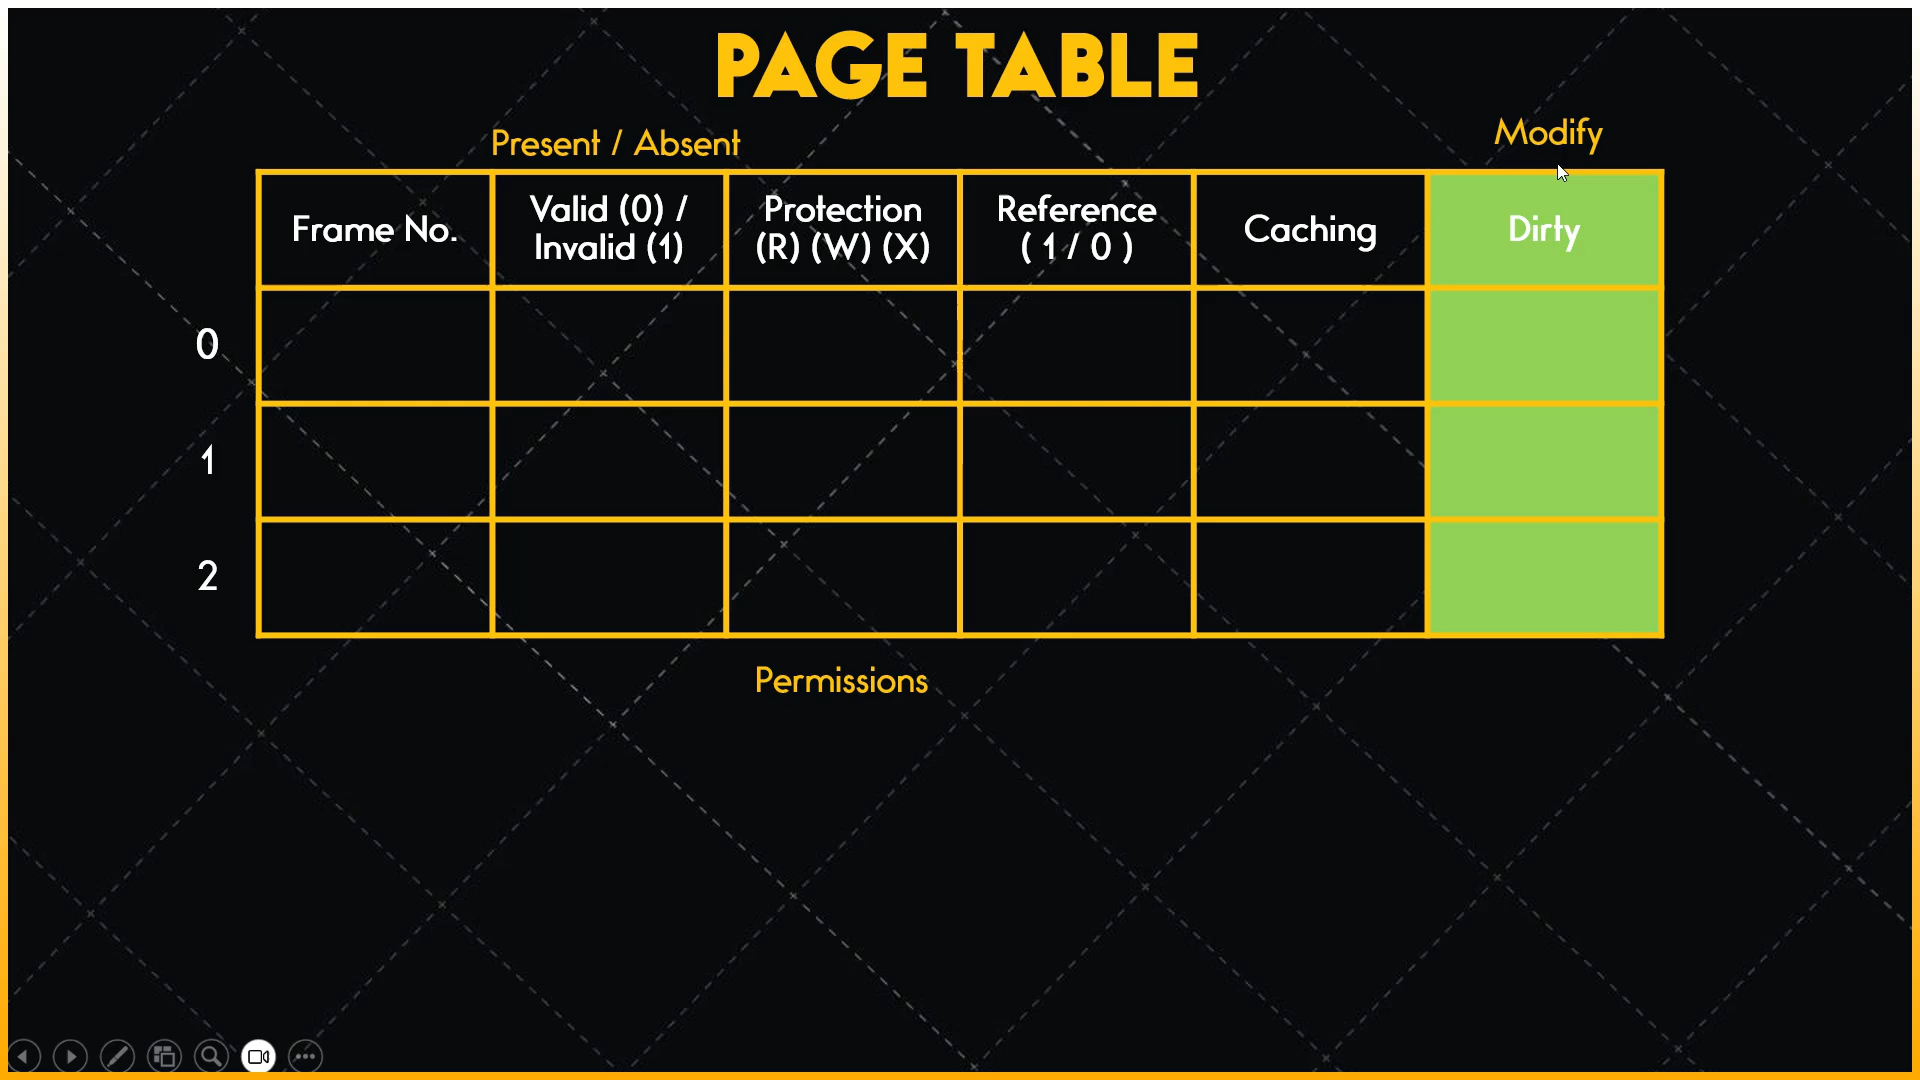 PAGE TABLE
Present / Absent
Modify
Frame No.
Valid (0) /
Invalid (1)
Protection
(R) (W) (X)
Reference
( 1 / 0 )
Caching
Dirty
0
1
2
Permissions